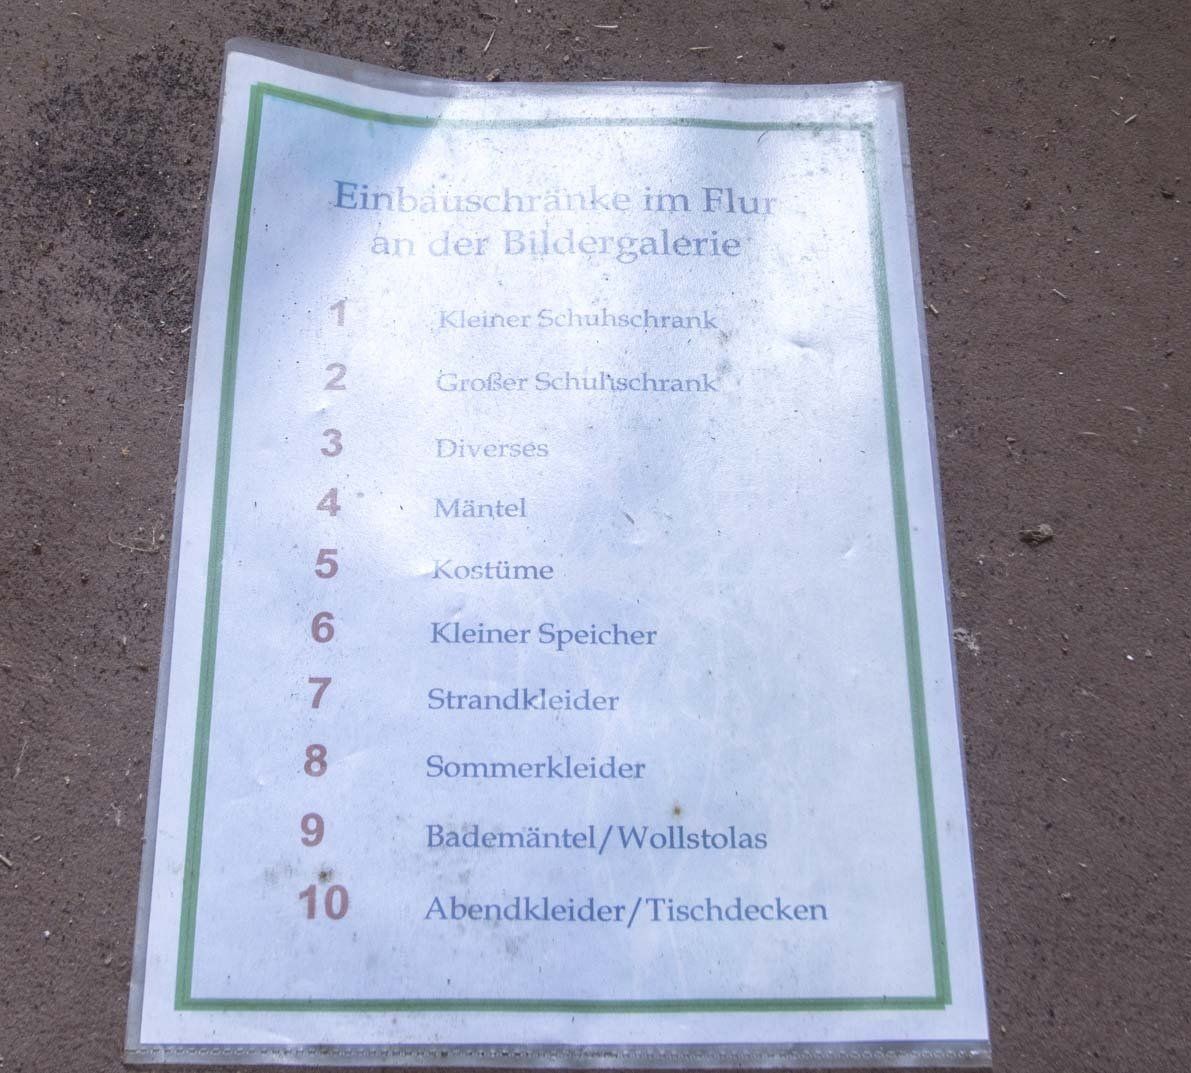 Einbauschränke im Flur
an der Bildergalerie
1 Kleiner Schuhschrank
2 Großer Schuhschrank
3 Diverses
4 Mäntel
5 Kostüme
6 Kleiner Speicher
7 Strandkleider
8 Sommerkleider
9 Bademäntel/Wollstolas
10 Abendkleider/Tischdecken